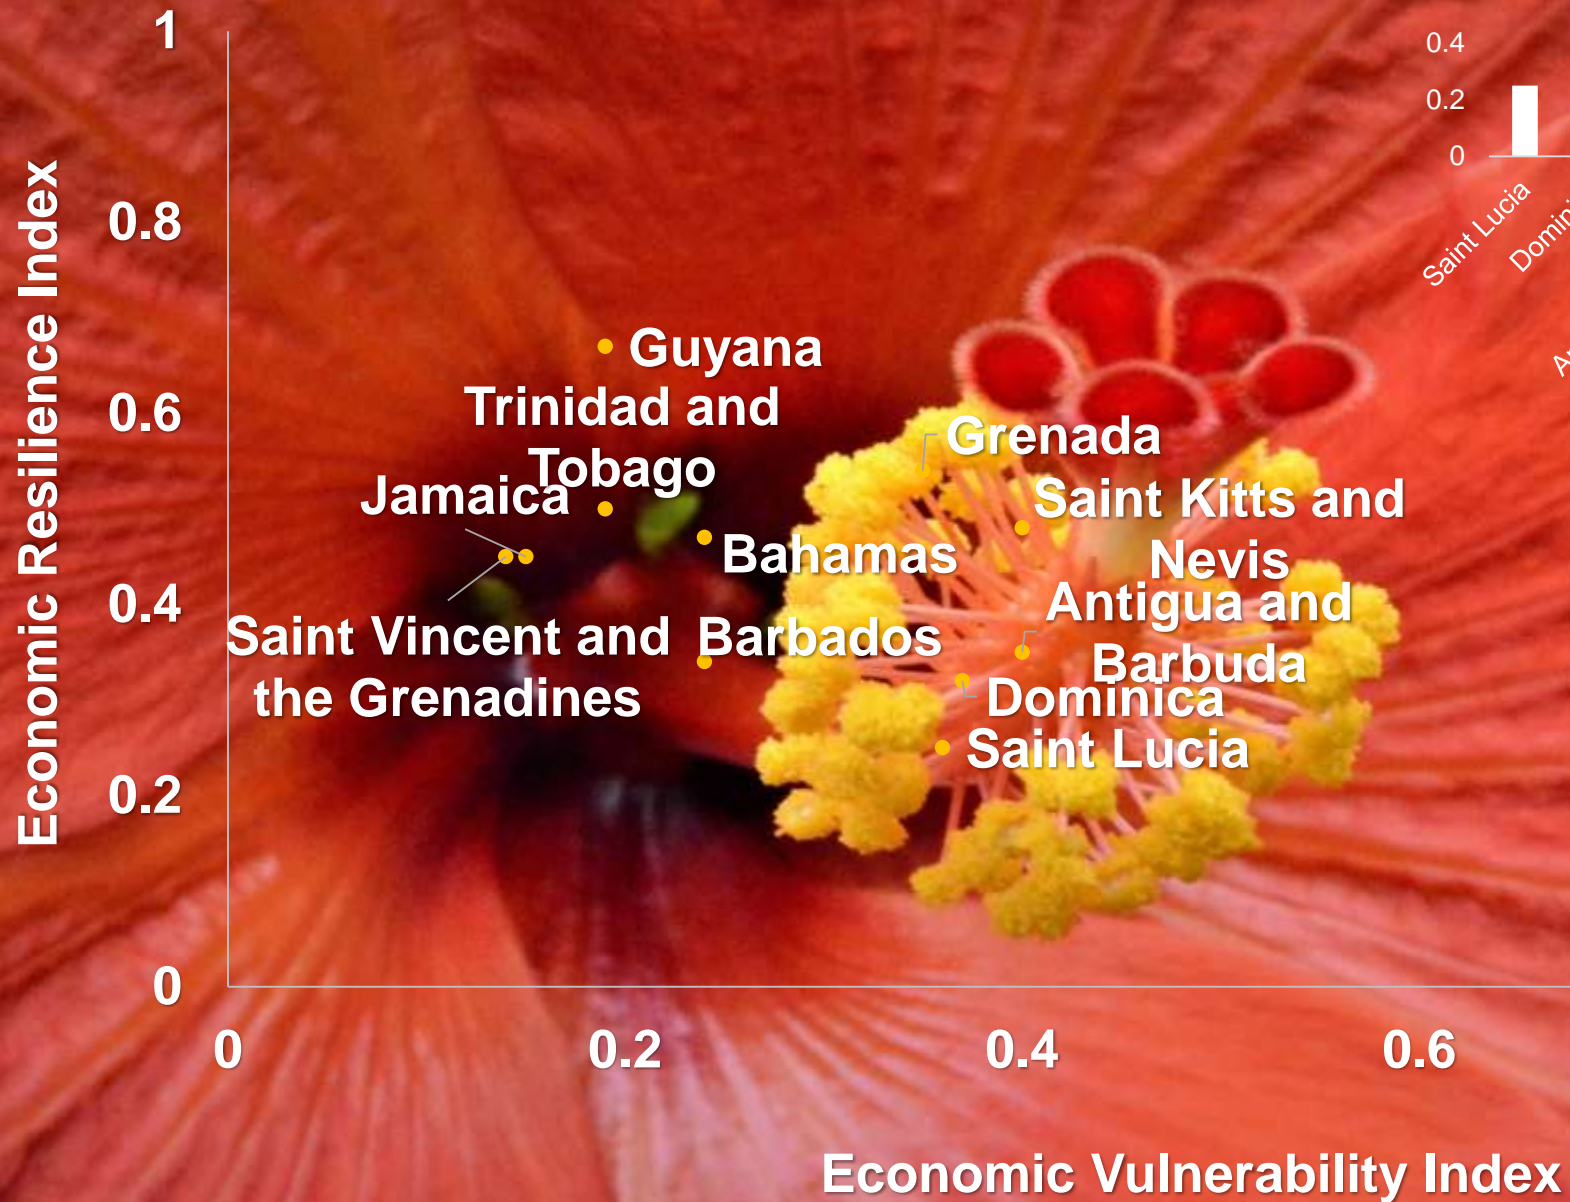 1
0.8
0.6
0.4
0.2
0
Economic Resilience Index
Guyana
Trinidad and
Tobago
Jamaica
Bahamas
Saint Vincent and
the Grenadines
Barbados
Grenada
Saint Kitts and
Nevis
Antigua and
Barbuda
Dominica
Saint Lucia
0
0.2
0.4
0.6
Economic Vulnerability Index
0.4
0.2
0
Saint Lucia